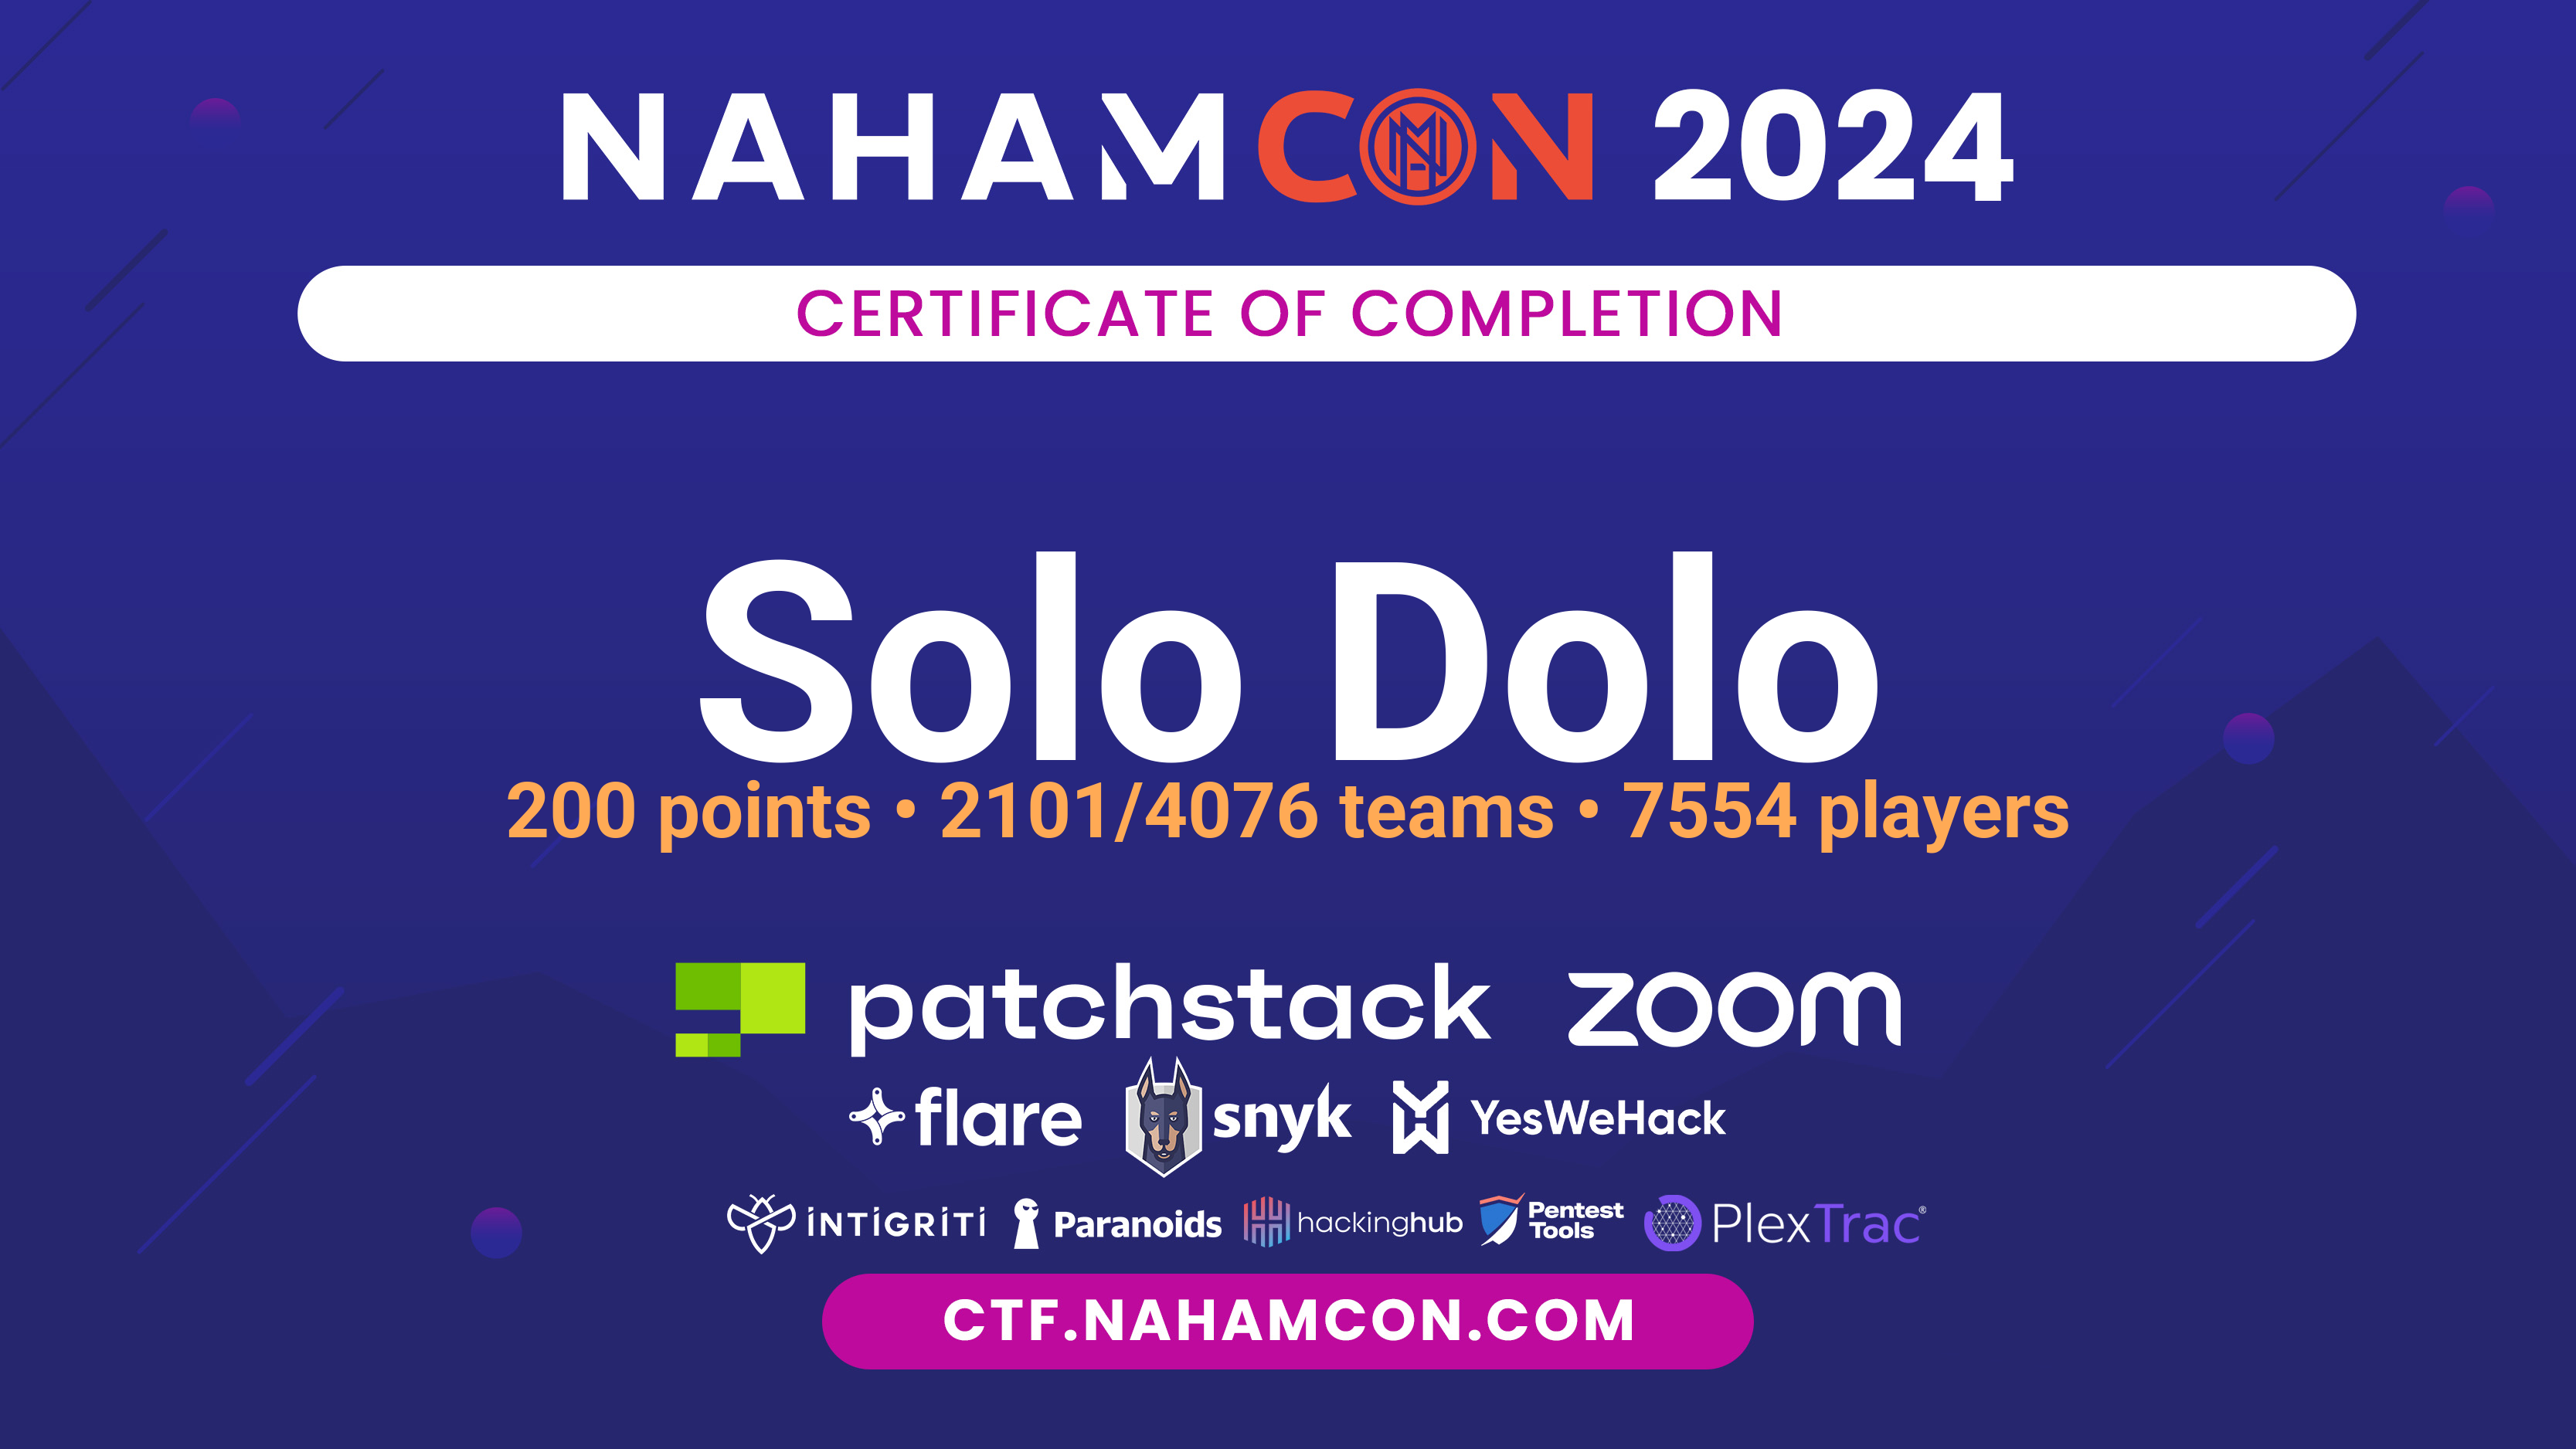 NAHAMCON 2024
CERTIFICATE OF COMPLETION
Solo Dolo
200 points • 2101/4076 teams • 7554 players
patchstack zoom
flare snyk YesWeHack
INTIGRITI Paranoids hackinghub Pentest Tools PlexTrac®
CTF.NAHAMCON.COM